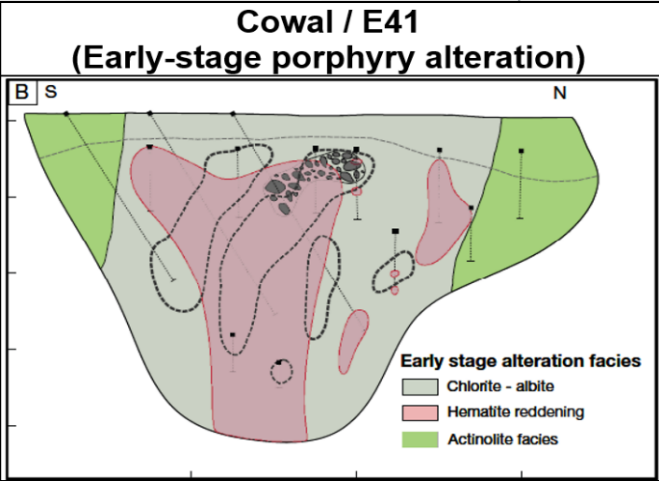 Cowal / E41
(Early-stage porphyry alteration)
B S N
Early stage alteration facies
Chlorite - albite
Hematite reddening
Actinolite facies